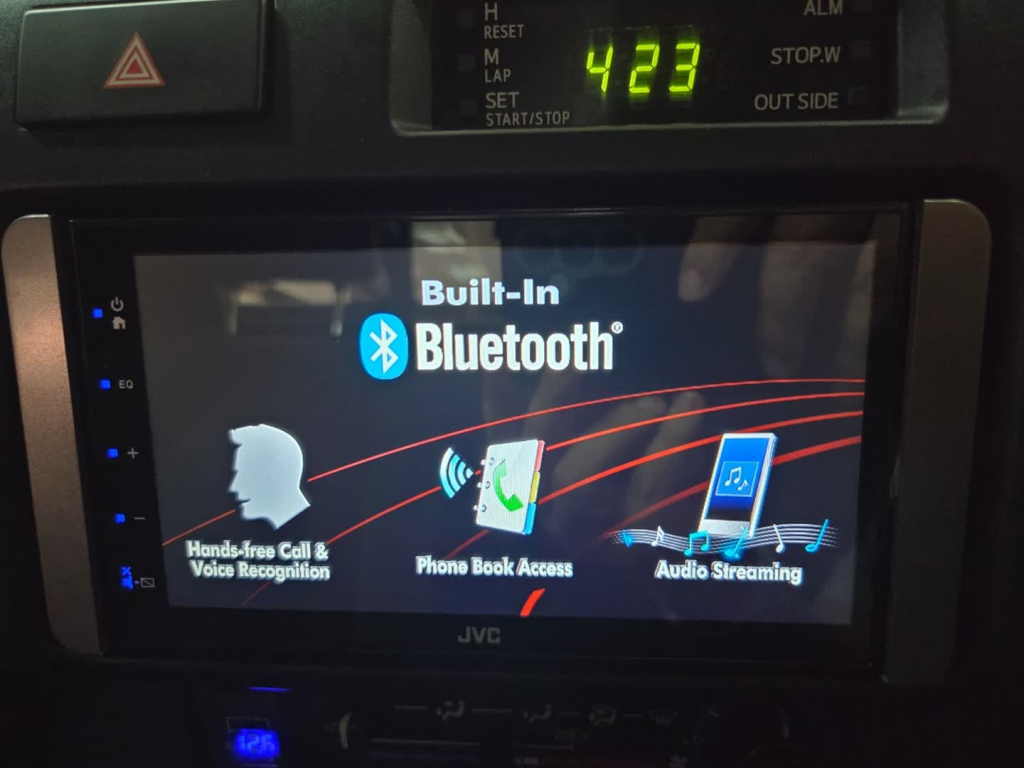 H
RESET
M
LAP
SET
START/STOP
423
ALM
STOP.W
OUT SIDE
Built-In
Bluetooth®
EQ
+
−
Hands-free Call &
Voice Recognition
Phone Book Access
Audio Streaming
JVC